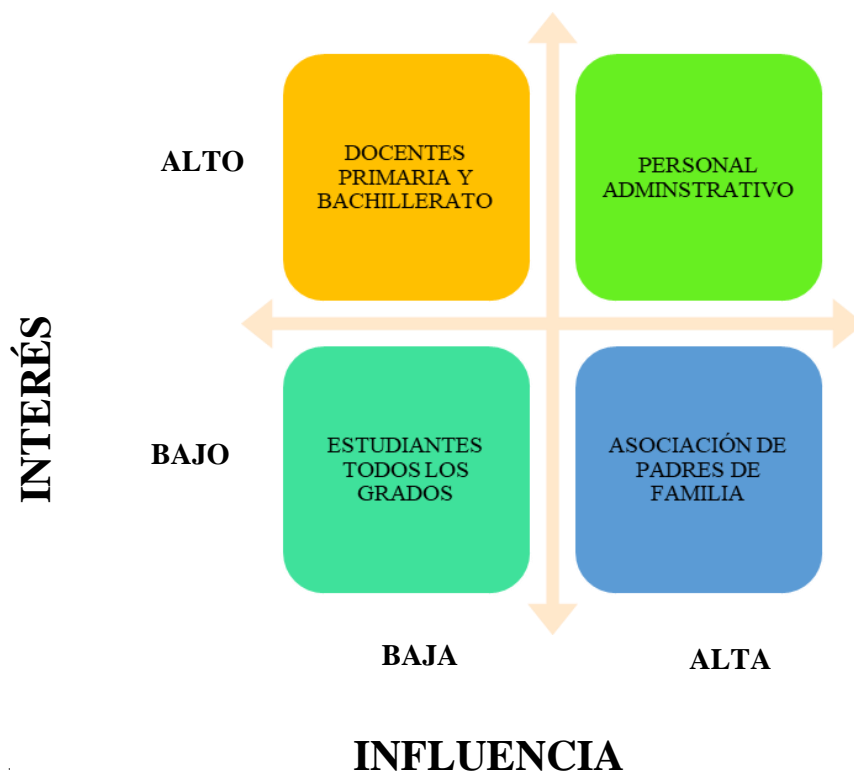 ALTO
DOCENTES
PRIMARIA Y
BACHILLERATO
PERSONAL
ADMINSTRATIVO
INTERÉS
BAJO
ESTUDIANTES
TODOS LOS
GRADOS
ASOCIACIÓN DE
PADRES DE
FAMILIA
BAJA
ALTA
INFLUENCIA